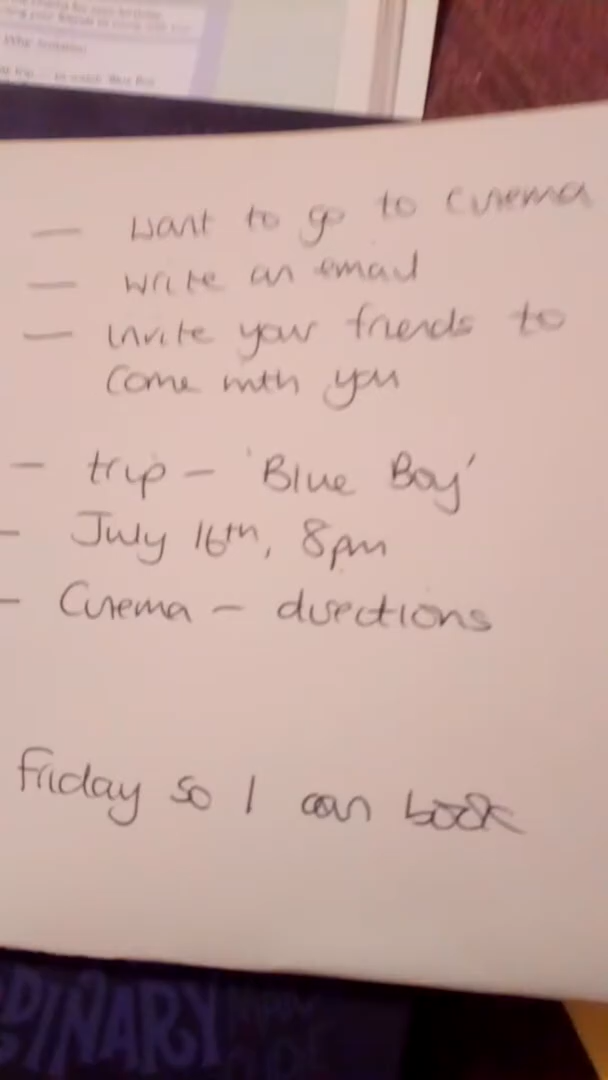 — want to go to cinema
— write an email
— invite your friends to
come with you
— trip — 'Blue Boy'
— July 16th, 8pm
— Cinema — directions
Friday so I can book
DINARY